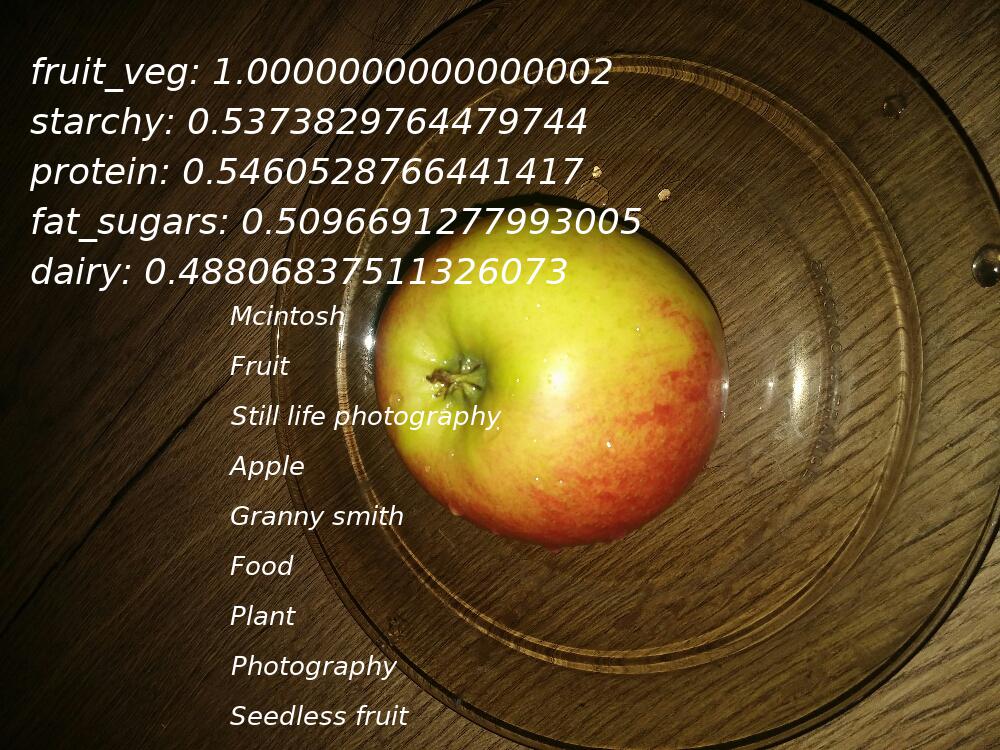 fruit_veg: 1.0000000000000002
starchy: 0.5373829764479744
protein: 0.5460528766441417
fat_sugars: 0.5096691277993005
dairy: 0.48806837511326073
Mcintosh
Fruit
Still life photography
Apple
Granny smith
Food
Plant
Photography
Seedless fruit